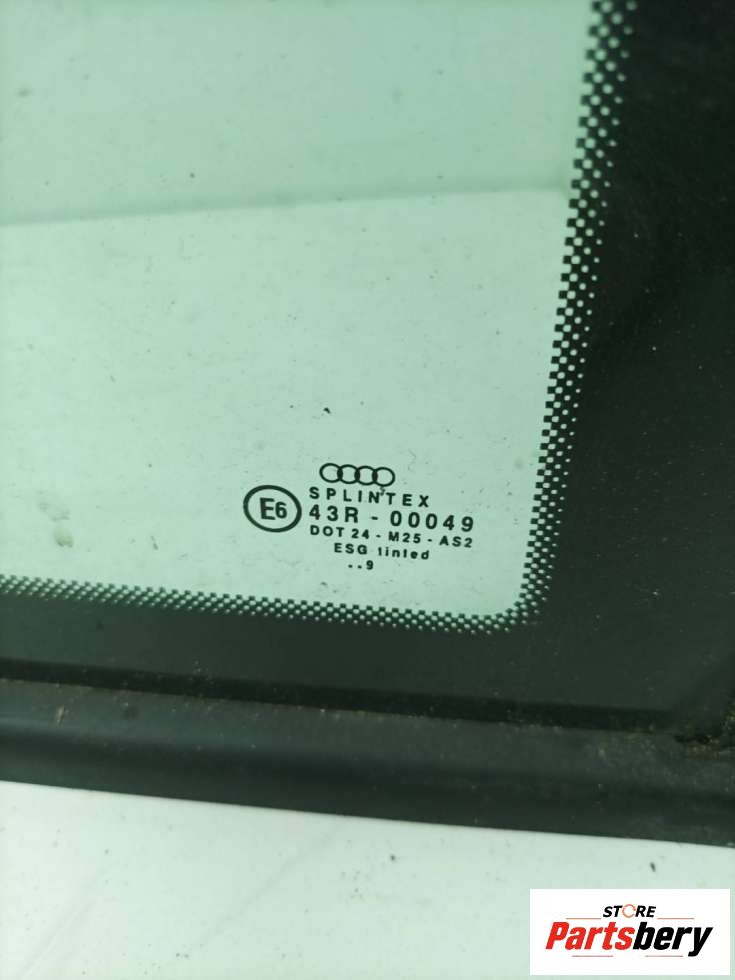 SPLINTEX
E6
43R - 00049
DOT 24 - M25 - AS2
ESG tinted
..9
STORE
Partsbery